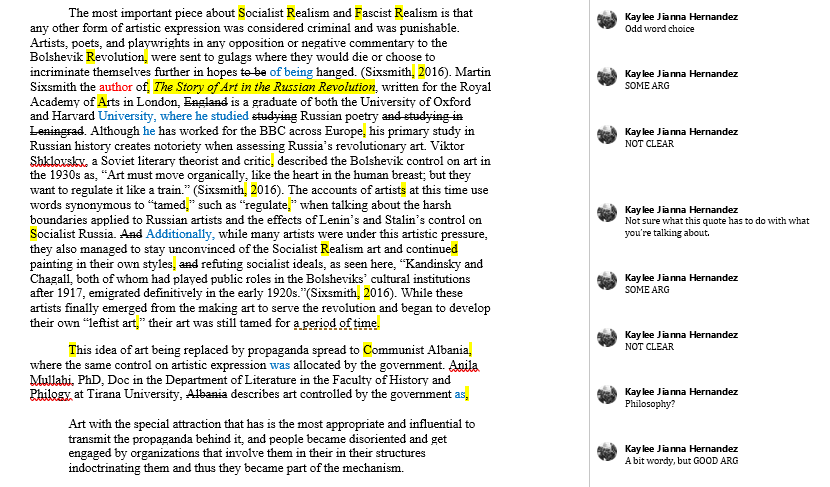 The most important piece about Socialist Realism and Fascist Realism is that
any other form of artistic expression was considered criminal and was punishable.
Artists, poets, and playwrights in any opposition or negative commentary to the
Bolshevik Revolution, were sent to gulags where they would die or choose to
incriminate themselves further in hopes to be of being hanged. (Sixsmith, 2016). Martin
Sixsmith the author of, The Story of Art in the Russian Revolution, written for the Royal
Academy of Arts in London, England is a graduate of both the University of Oxford
and Harvard University, where he studied studying Russian poetry and studying in
Leningrad. Although he has worked for the BBC across Europe, his primary study in
Russian history creates notoriety when assessing Russia's revolutionary art. Viktor
Shklovsky, a Soviet literary theorist and critic, described the Bolshevik control on art in
the 1930s as, "Art must move organically, like the heart in the human breast; but they
want to regulate it like a train." (Sixsmith, 2016). The accounts of artists at this time use
words synonymous to "tamed," such as "regulate," when talking about the harsh
boundaries applied to Russian artists and the effects of Lenin's and Stalin's control on
Socialist Russia. And Additionally, while many artists were under this artistic pressure,
they also managed to stay unconvinced of the Socialist Realism art and continued
painting in their own styles, and refuting socialist ideals, as seen here, "Kandinsky and
Chagall, both of whom had played public roles in the Bolsheviks' cultural institutions
after 1917, emigrated definitively in the early 1920s."(Sixsmith, 2016). While these
artists finally emerged from the making art to serve the revolution and began to develop
their own "leftist art," their art was still tamed for a period of time.
This idea of art being replaced by propaganda spread to Communist Albania,
where the same control on artistic expression was allocated by the government. Anila
Mullahi, PhD, Doc in the Department of Literature in the Faculty of History and
Philogy at Tirana University, Albania describes art controlled by the government as,
Art with the special attraction that has is the most appropriate and influential to
transmit the propaganda behind it, and people became disoriented and get
engaged by organizations that involve them in their in their structures
indoctrinating them and thus they became part of the mechanism.
Kaylee Jianna Hernandez
Odd word choice
Kaylee Jianna Hernandez
SOME ARG
Kaylee Jianna Hernandez
NOT CLEAR
Kaylee Jianna Hernandez
Not sure what this quote has to do with what
you're talking about.
Kaylee Jianna Hernandez
SOME ARG
Kaylee Jianna Hernandez
NOT CLEAR
Kaylee Jianna Hernandez
Philosophy?
Kaylee Jianna Hernandez
A bit wordy, but GOOD ARG